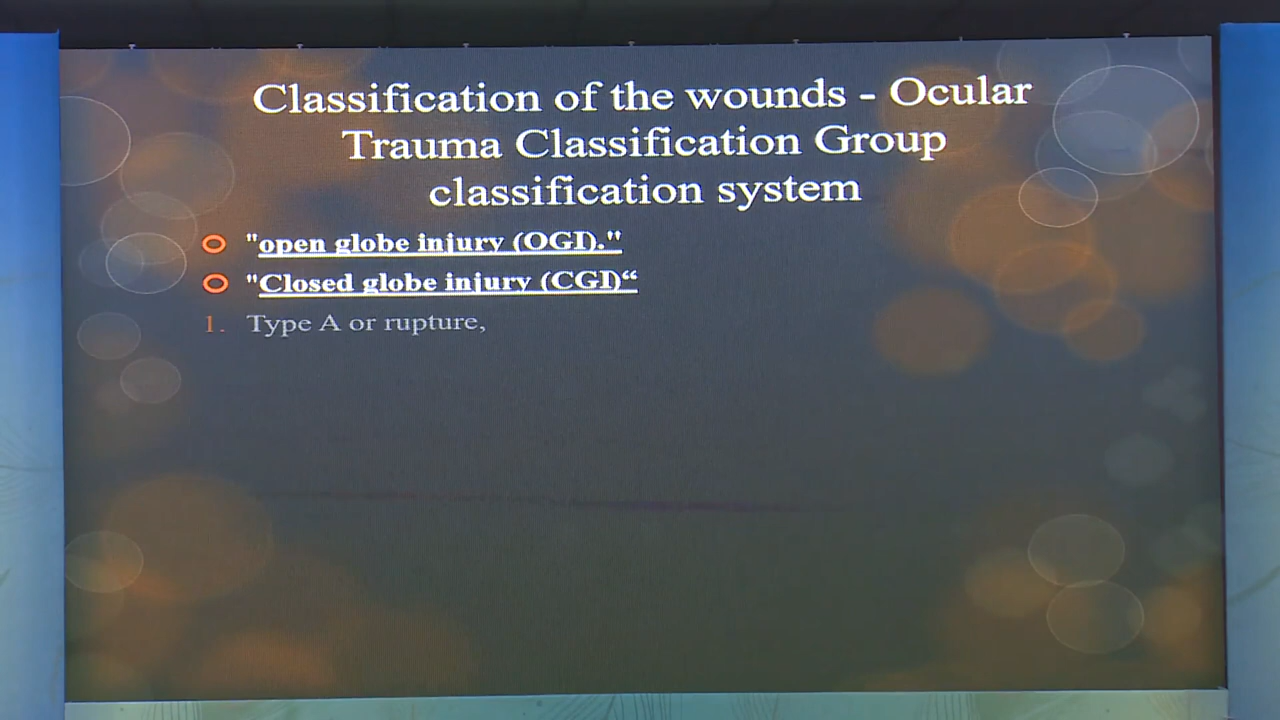 Classification of the wounds - Ocular
Trauma Classification Group
classification system
"open globe injury (OGI)."
"Closed globe injury (CGI)“
1. Type A or rupture,